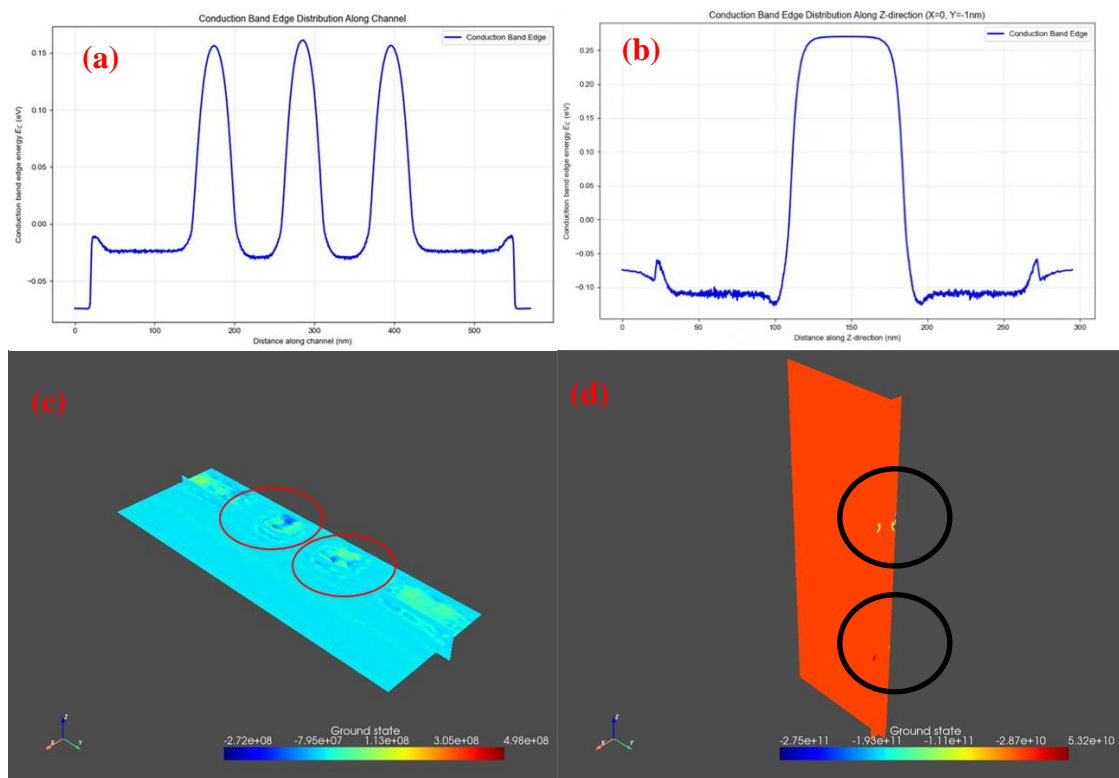 Conduction Band Edge Distribution Along Channel
(a)
Conduction Band Edge
Conduction band edge energy E_C (eV)
0.15
0.10
0.05
0.00
−0.05
0
100
200
300
400
500
Distance along channel (nm)
Conduction Band Edge Distribution Along Z-direction (X=0, Y=-1nm)
(b)
Conduction Band Edge
Conduction band edge energy E_C (eV)
0.25
0.20
0.15
0.10
0.05
0.00
−0.05
−0.10
0
50
100
150
200
250
300
Distance along Z-direction (nm)
(c)
Z
X
Y
Ground state
-2.72e+08 -7.95e+07 1.13e+08 3.05e+08 4.98e+08
(d)
Z
X
Y
Ground state
-2.75e+11 -1.93e+11 -1.11e+11 -2.87e+10 5.32e+10